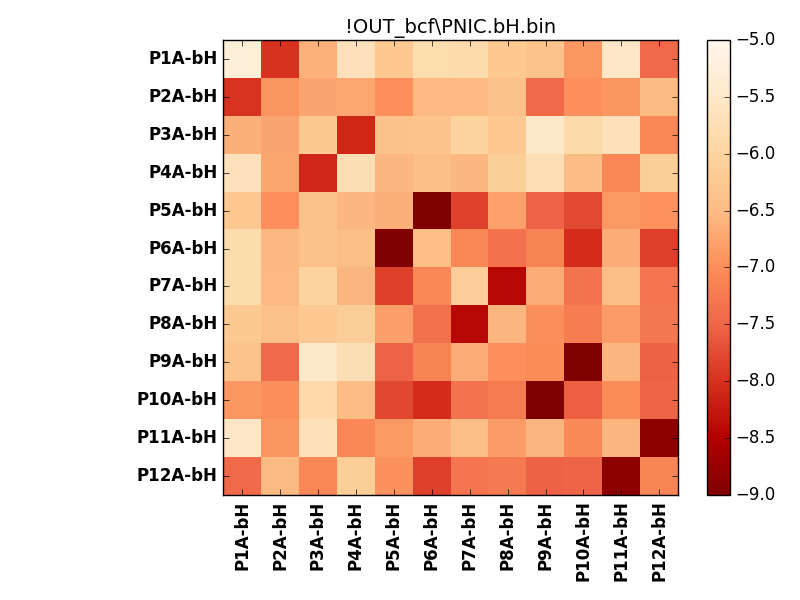 !OUT_bcf\PNIC.bH.bin
P1A-bH
P2A-bH
P3A-bH
P4A-bH
P5A-bH
P6A-bH
P7A-bH
P8A-bH
P9A-bH
P10A-bH
P11A-bH
P12A-bH
P1A-bH
P2A-bH
P3A-bH
P4A-bH
P5A-bH
P6A-bH
P7A-bH
P8A-bH
P9A-bH
P10A-bH
P11A-bH
P12A-bH
−5.0
−5.5
−6.0
−6.5
−7.0
−7.5
−8.0
−8.5
−9.0